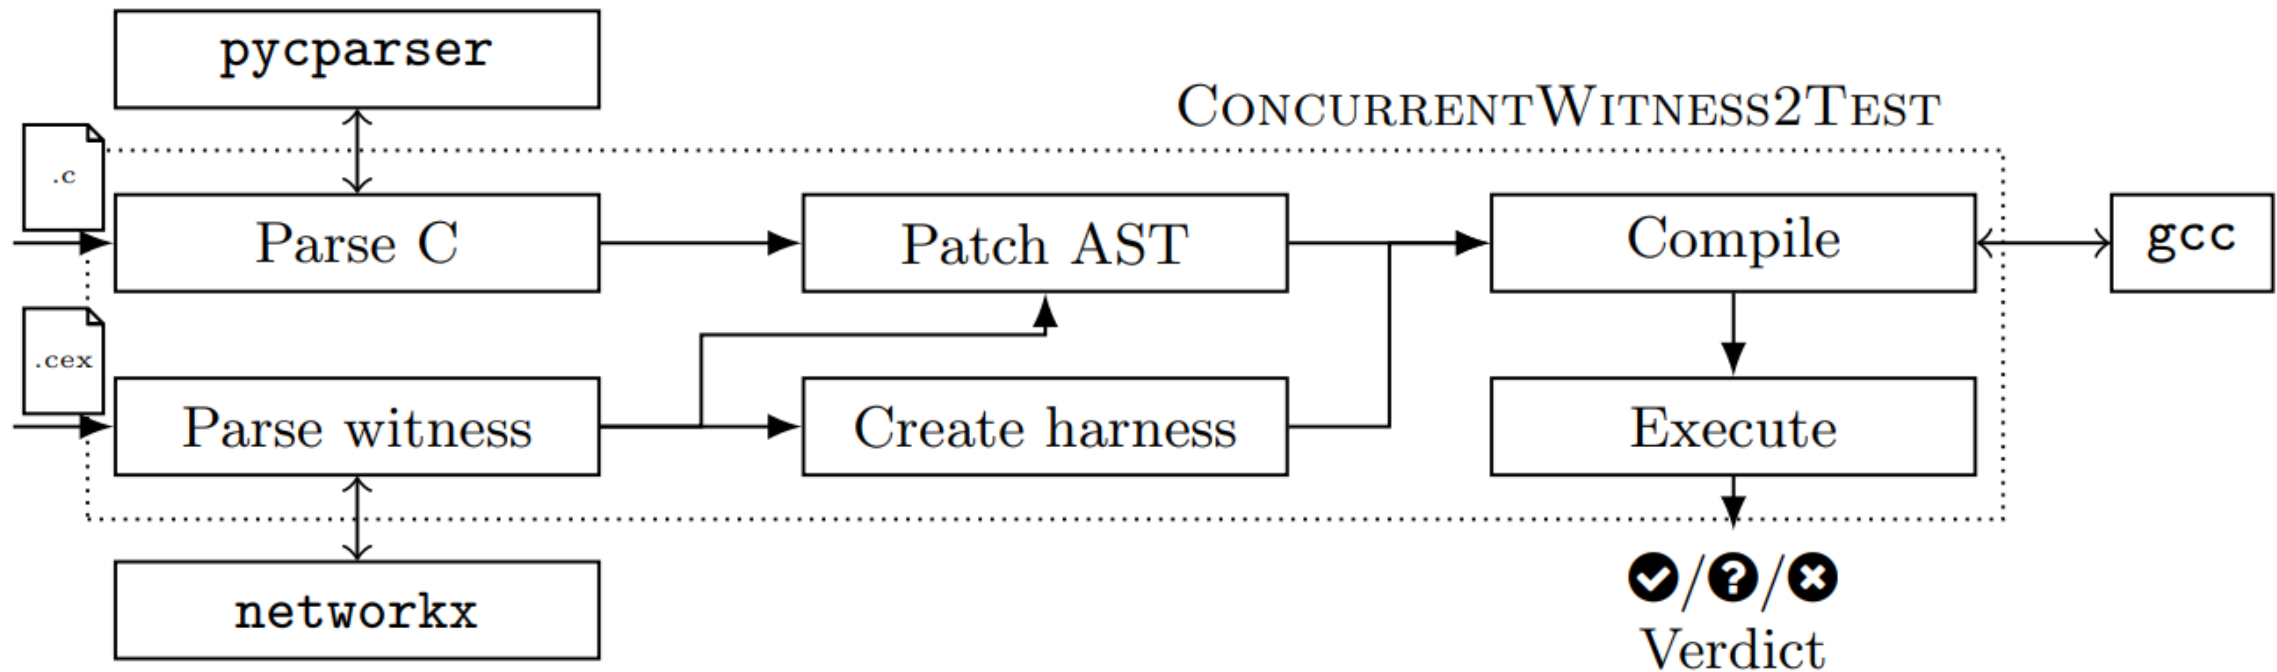 pycparser
CONCURRENTWITNESS2TEST
.c
Parse C
Patch AST
Compile
gcc
.cex
Parse witness
Create harness
Execute
networkx
✓/?/✗
Verdict